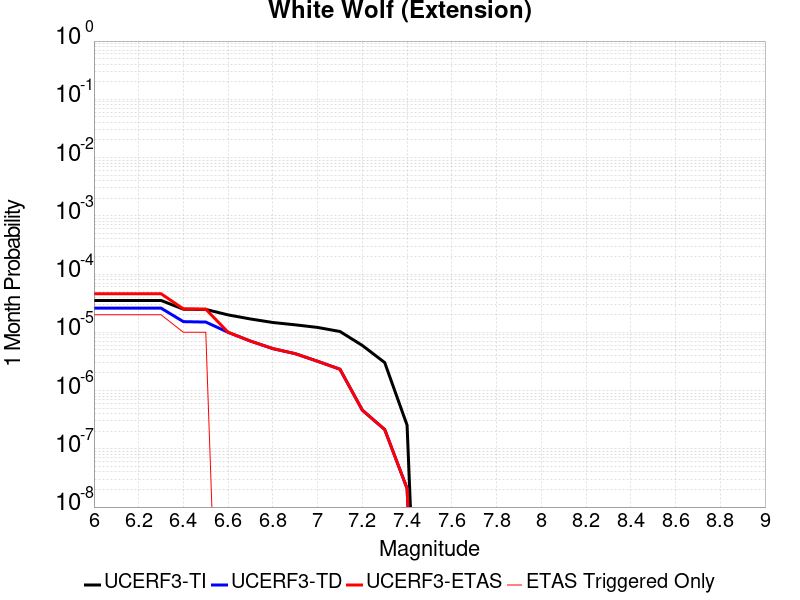 White Wolf (Extension)
10^0
10^-1
10^-2
10^-3
10^-4
10^-5
10^-6
10^-7
10^-8
1 Month Probability
6 6.2 6.4 6.6 6.8 7 7.2 7.4 7.6 7.8 8 8.2 8.4 8.6 8.8 9
Magnitude
UCERF3-TI UCERF3-TD UCERF3-ETAS ETAS Triggered Only